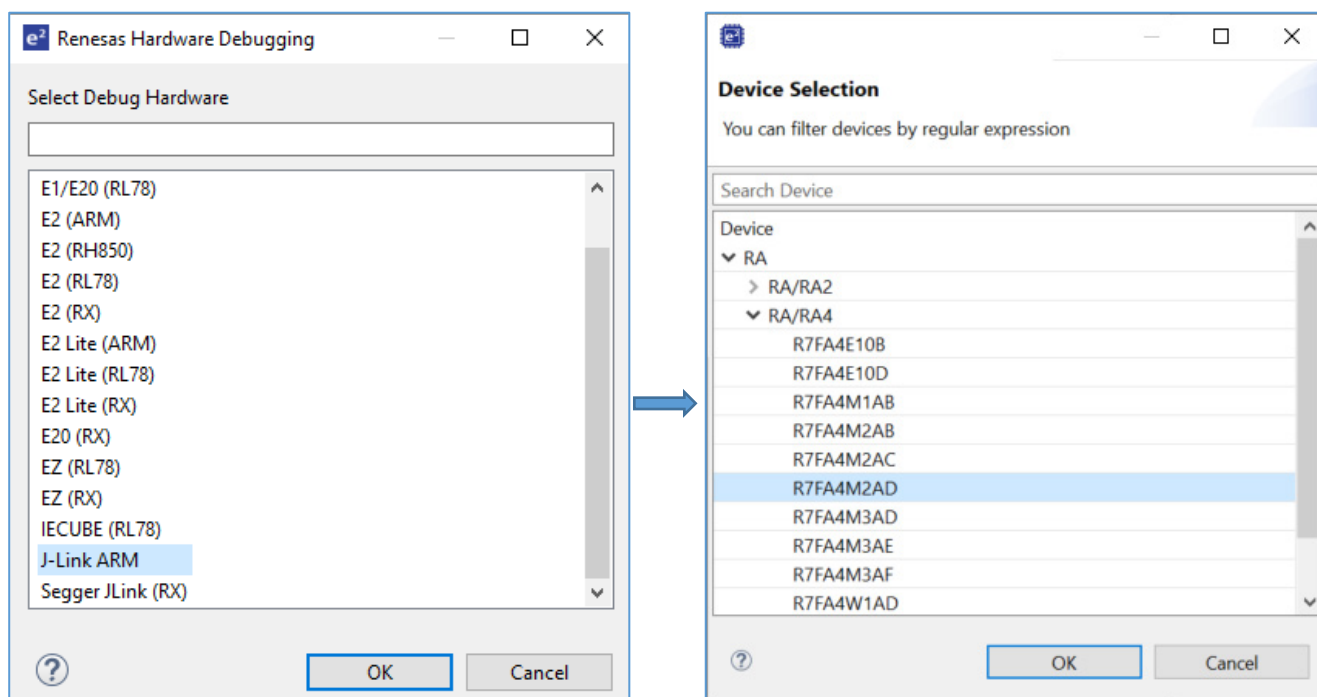 e² Renesas Hardware Debugging
Select Debug Hardware
E1/E20 (RL78)
E2 (ARM)
E2 (RH850)
E2 (RL78)
E2 (RX)
E2 Lite (ARM)
E2 Lite (RL78)
E2 Lite (RX)
E20 (RX)
EZ (RL78)
EZ (RX)
IECUBE (RL78)
J-Link ARM
Segger JLink (RX)
? OK Cancel
e²
Device Selection
You can filter devices by regular expression
Search Device
Device
RA
RA/RA2
RA/RA4
R7FA4E10B
R7FA4E10D
R7FA4M1AB
R7FA4M2AB
R7FA4M2AC
R7FA4M2AD
R7FA4M3AD
R7FA4M3AE
R7FA4M3AF
R7FA4W1AD
? OK Cancel